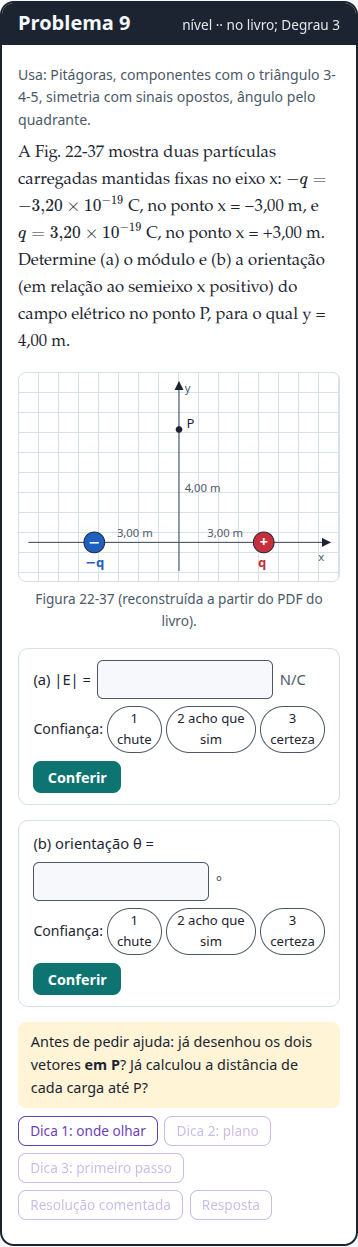 Problema 9
nível ·· no livro; Degrau 3
Usa: Pitágoras, componentes com o triângulo 3-
4-5, simetria com sinais opostos, ângulo pelo
quadrante.
A Fig. 22-37 mostra duas partículas
carregadas mantidas fixas no eixo x: −q =
−3,20 × 10⁻¹⁹ C, no ponto x = −3,00 m, e
q = 3,20 × 10⁻¹⁹ C, no ponto x = +3,00 m.
Determine (a) o módulo e (b) a orientação
(em relação ao semieixo x positivo) do
campo elétrico no ponto P, para o qual y =
4,00 m.
y
P
4,00 m
3,00 m 3,00 m
− +
x
−q q
Figura 22-37 (reconstruída a partir do PDF do
livro).
(a) |E| = N/C
Confiança: 1 chute 2 acho que sim 3 certeza
Conferir
(b) orientação θ =
°
Confiança: 1 chute 2 acho que sim 3 certeza
Conferir
Antes de pedir ajuda: já desenhou os dois
vetores em P? Já calculou a distância de
cada carga até P?
Dica 1: onde olhar Dica 2: plano
Dica 3: primeiro passo
Resolução comentada Resposta